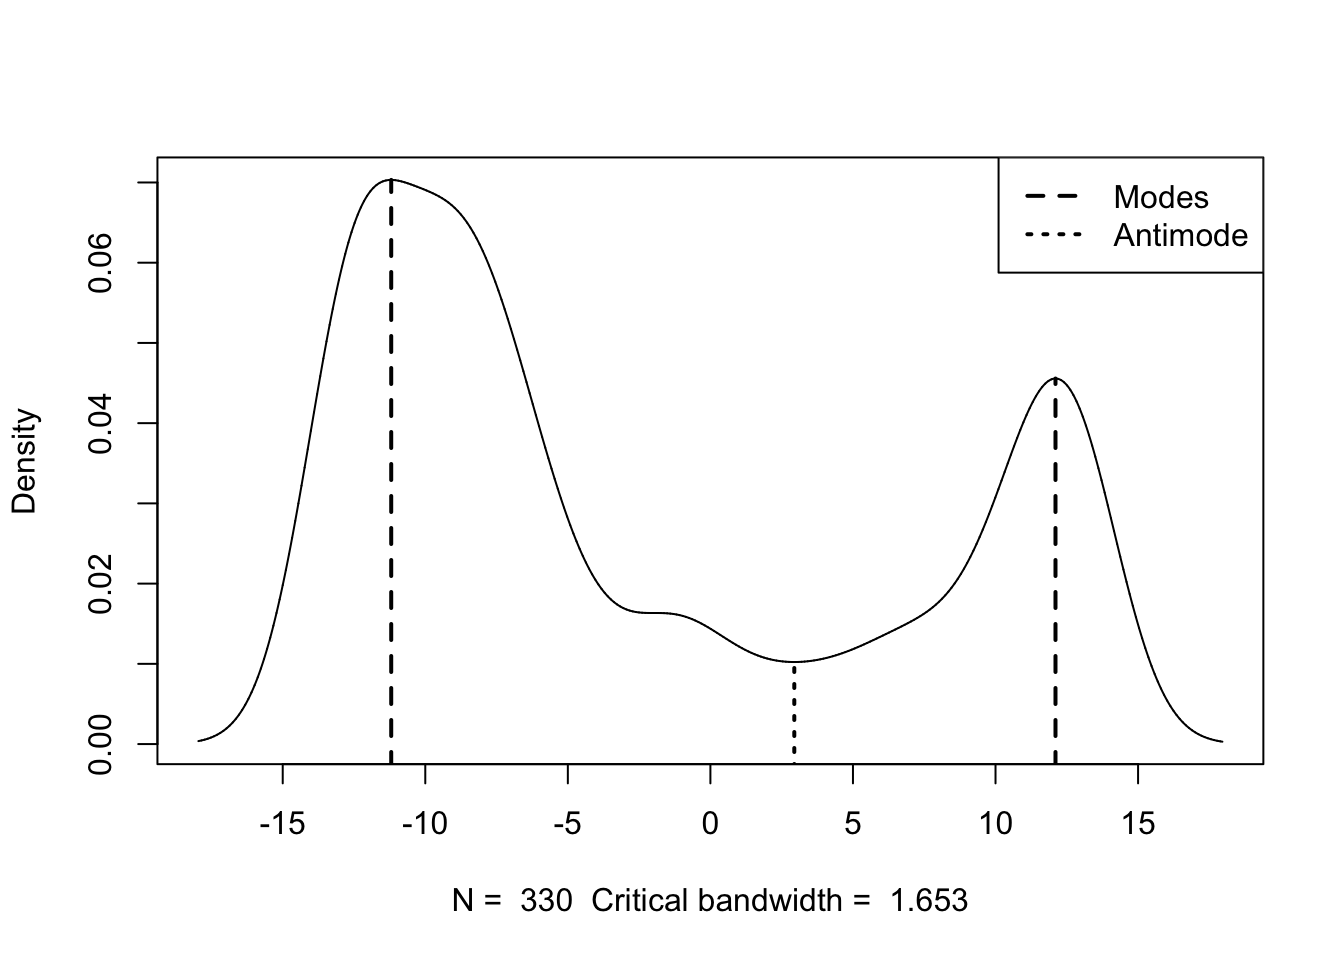 Modes
Antimode
Density
0.06
0.04
0.02
0.00
-15 -10 -5 0 5 10 15
N = 330 Critical bandwidth = 1.653